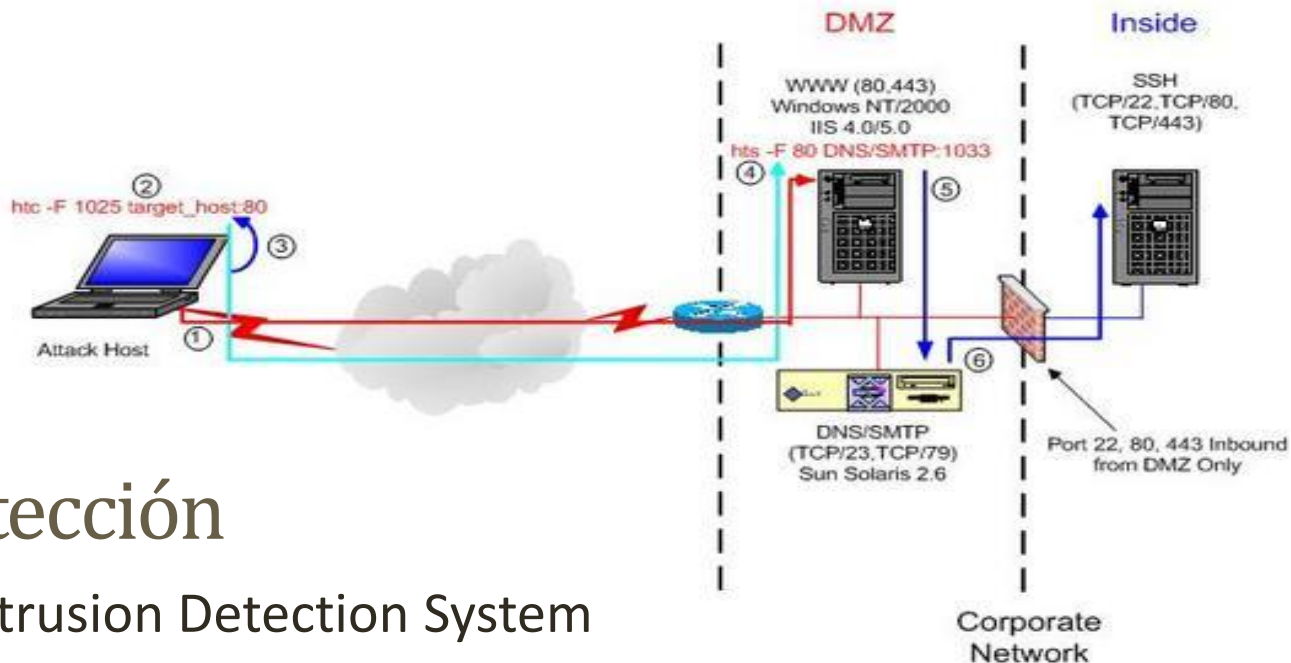 DMZ
Inside
WWW (80,443)
Windows NT/2000
IIS 4.0/5.0
hts -F 80 DNS/SMTP:1033
SSH
(TCP/22,TCP/80,
TCP/443)
②
htc -F 1025 target_host:80
③
④
⑤
①
Attack Host
⑥
DNS/SMTP
(TCP/23,TCP/79)
Sun Solaris 2.6
Port 22, 80, 443 Inbound
from DMZ Only
tección
trusion Detection System
Corporate
Network